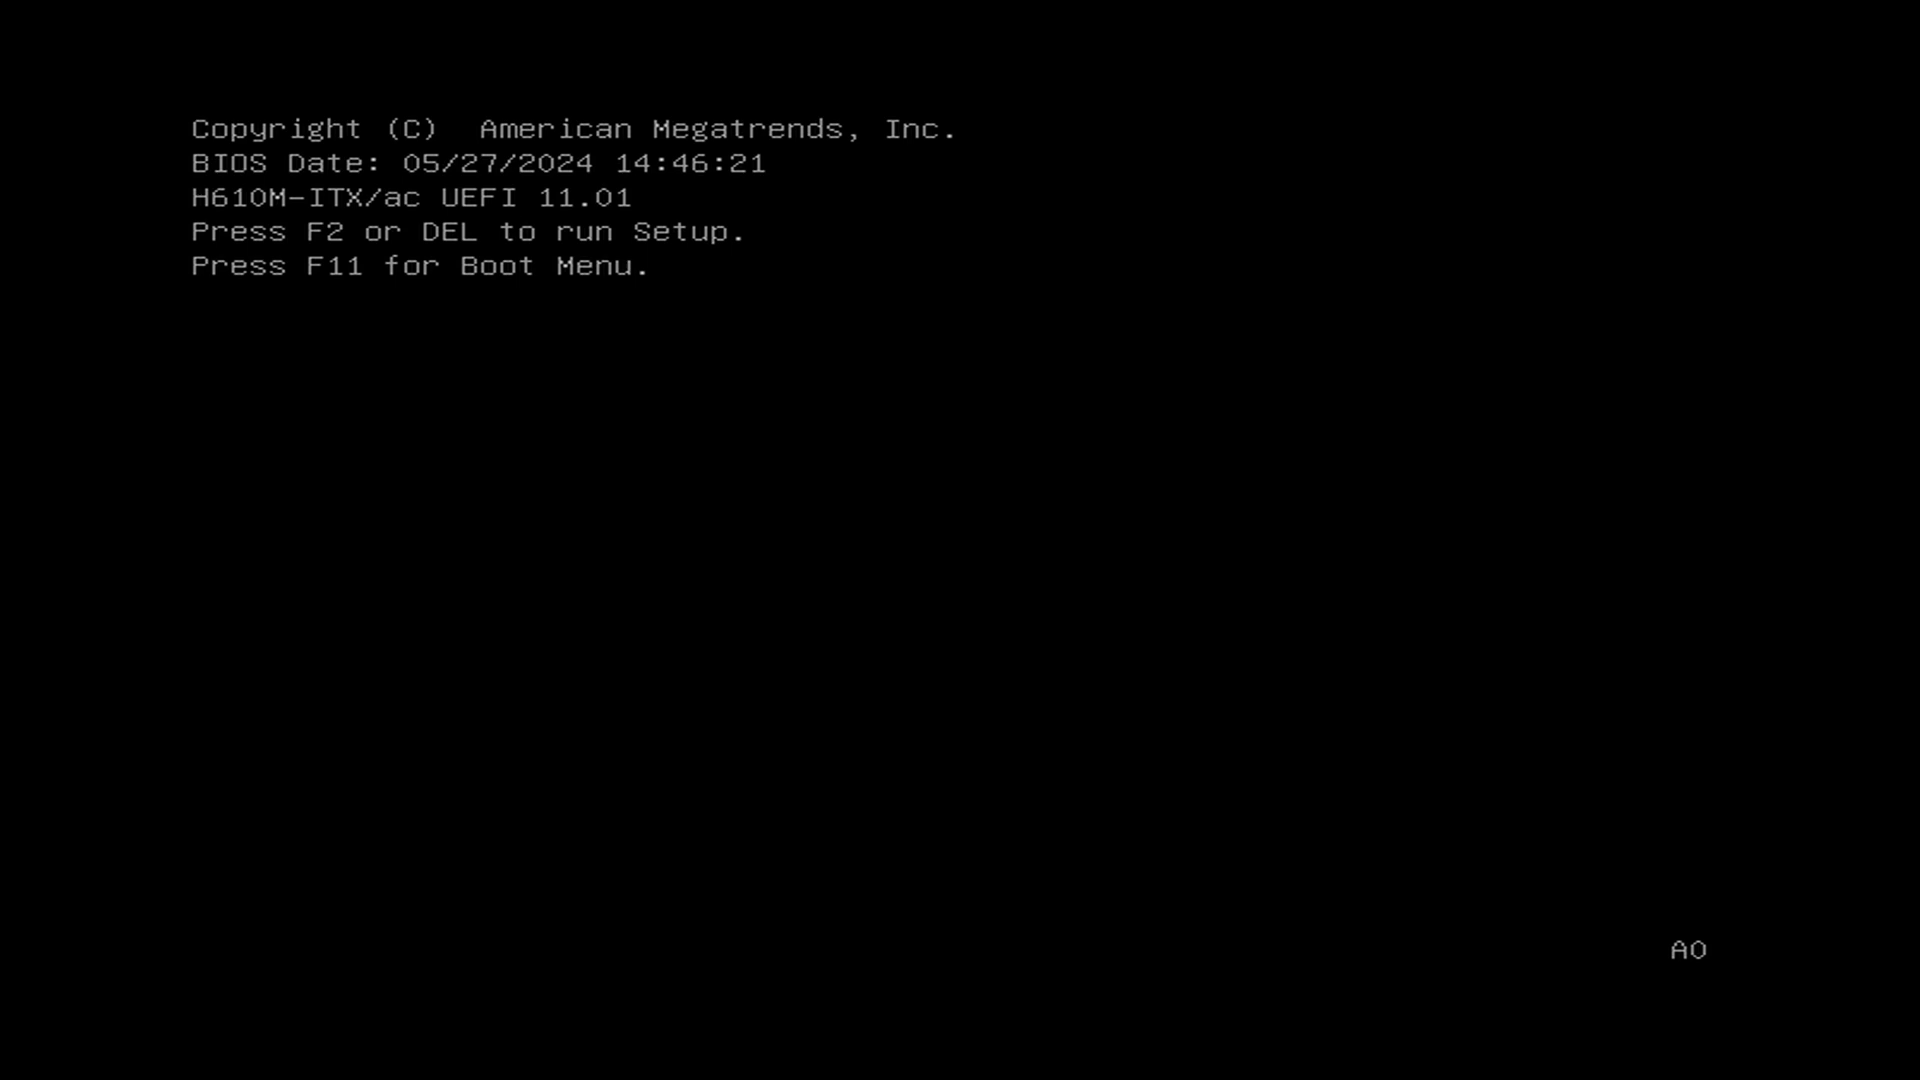 Copyright (C)  American Megatrends, Inc.
BIOS Date: 05/27/2024 14:46:21
H610M-ITX/ac UEFI 11.01
Press F2 or DEL to run Setup.
Press F11 for Boot Menu.
A0